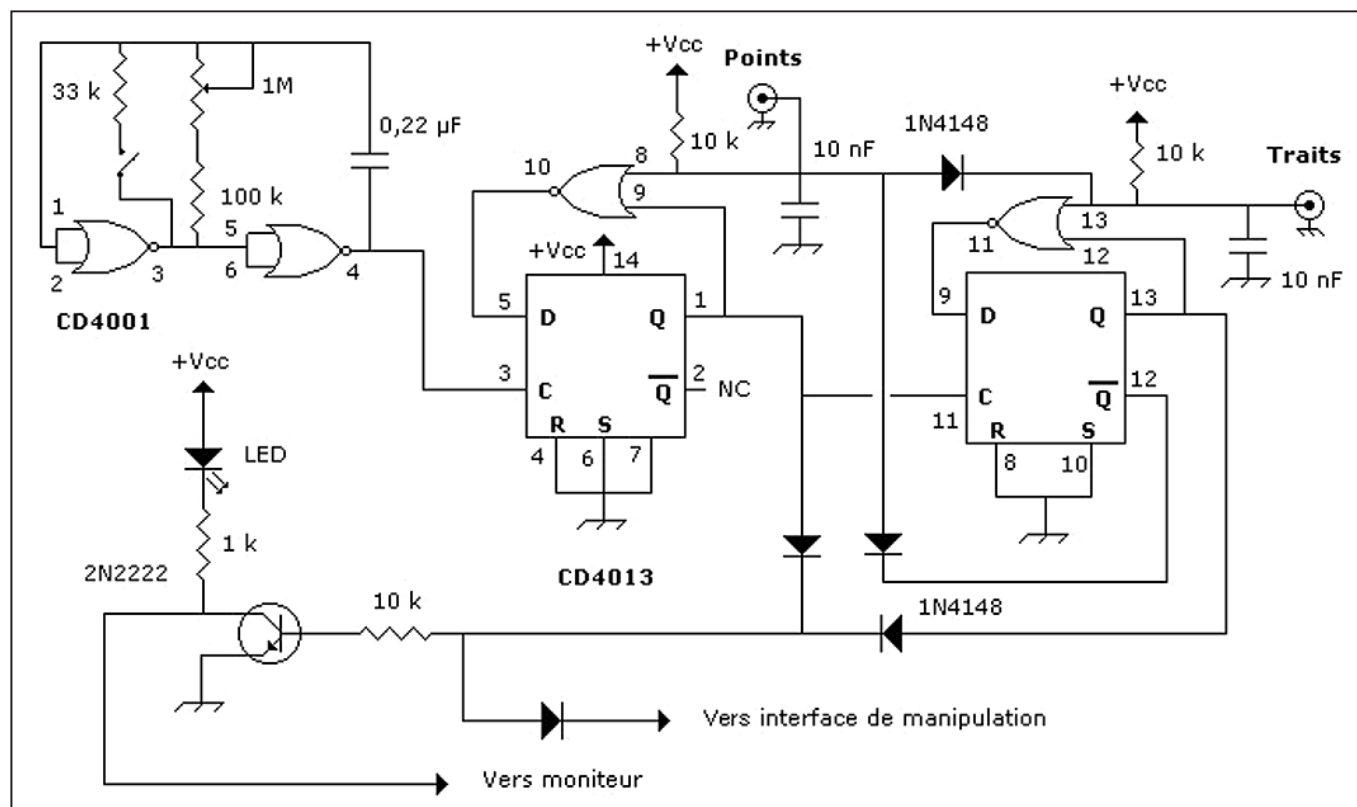 +Vcc
Points
33 k
1M
0,22 µF
10 k
10 nF
1N4148
+Vcc
10 k
Traits
1
2
3
100 k
5
6
4
CD4001
10
8
9
+Vcc
14
5
D
Q
1
3
C
Q
2
NC
R
S
4
6
7
CD4013
11
13
12
10 nF
9
D
Q
13
C
Q
12
11
R
S
8
10
+Vcc
LED
1 k
2N2222
10 k
1N4148
Vers interface de manipulation
Vers moniteur